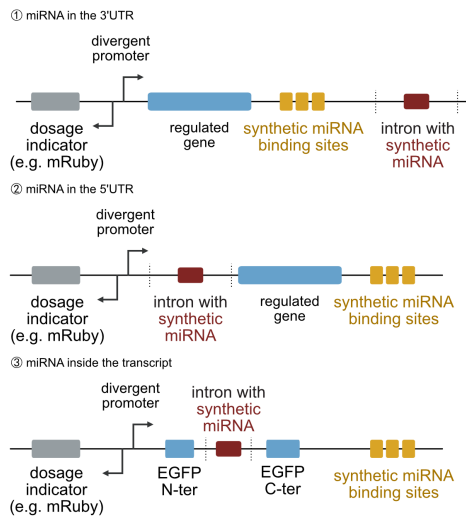 ① miRNA in the 3'UTR
divergent
promoter
dosage
indicator
(e.g. mRuby)
regulated
gene
synthetic miRNA
binding sites
intron with
synthetic
miRNA
② miRNA in the 5'UTR
divergent
promoter
dosage
indicator
(e.g. mRuby)
intron with
synthetic
miRNA
regulated
gene
synthetic miRNA
binding sites
③ miRNA inside the transcript
divergent
promoter
intron with
synthetic
miRNA
dosage
indicator
(e.g. mRuby)
EGFP
N-ter
EGFP
C-ter
synthetic miRNA
binding sites